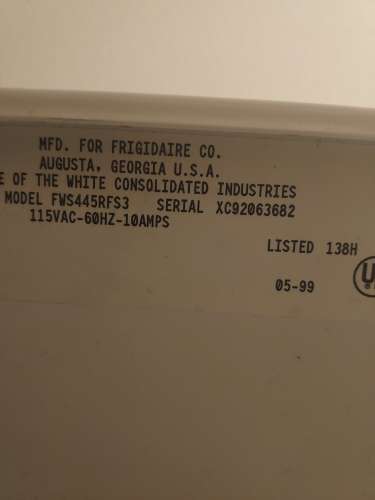 MFD. FOR FRIGIDAIRE CO.
AUGUSTA, GEORGIA U.S.A.
E OF THE WHITE CONSOLIDATED INDUSTRIES
MODEL FWS445RFS3 SERIAL XC92063682
115VAC-60HZ-10AMPS
LISTED 138H
05-99
U